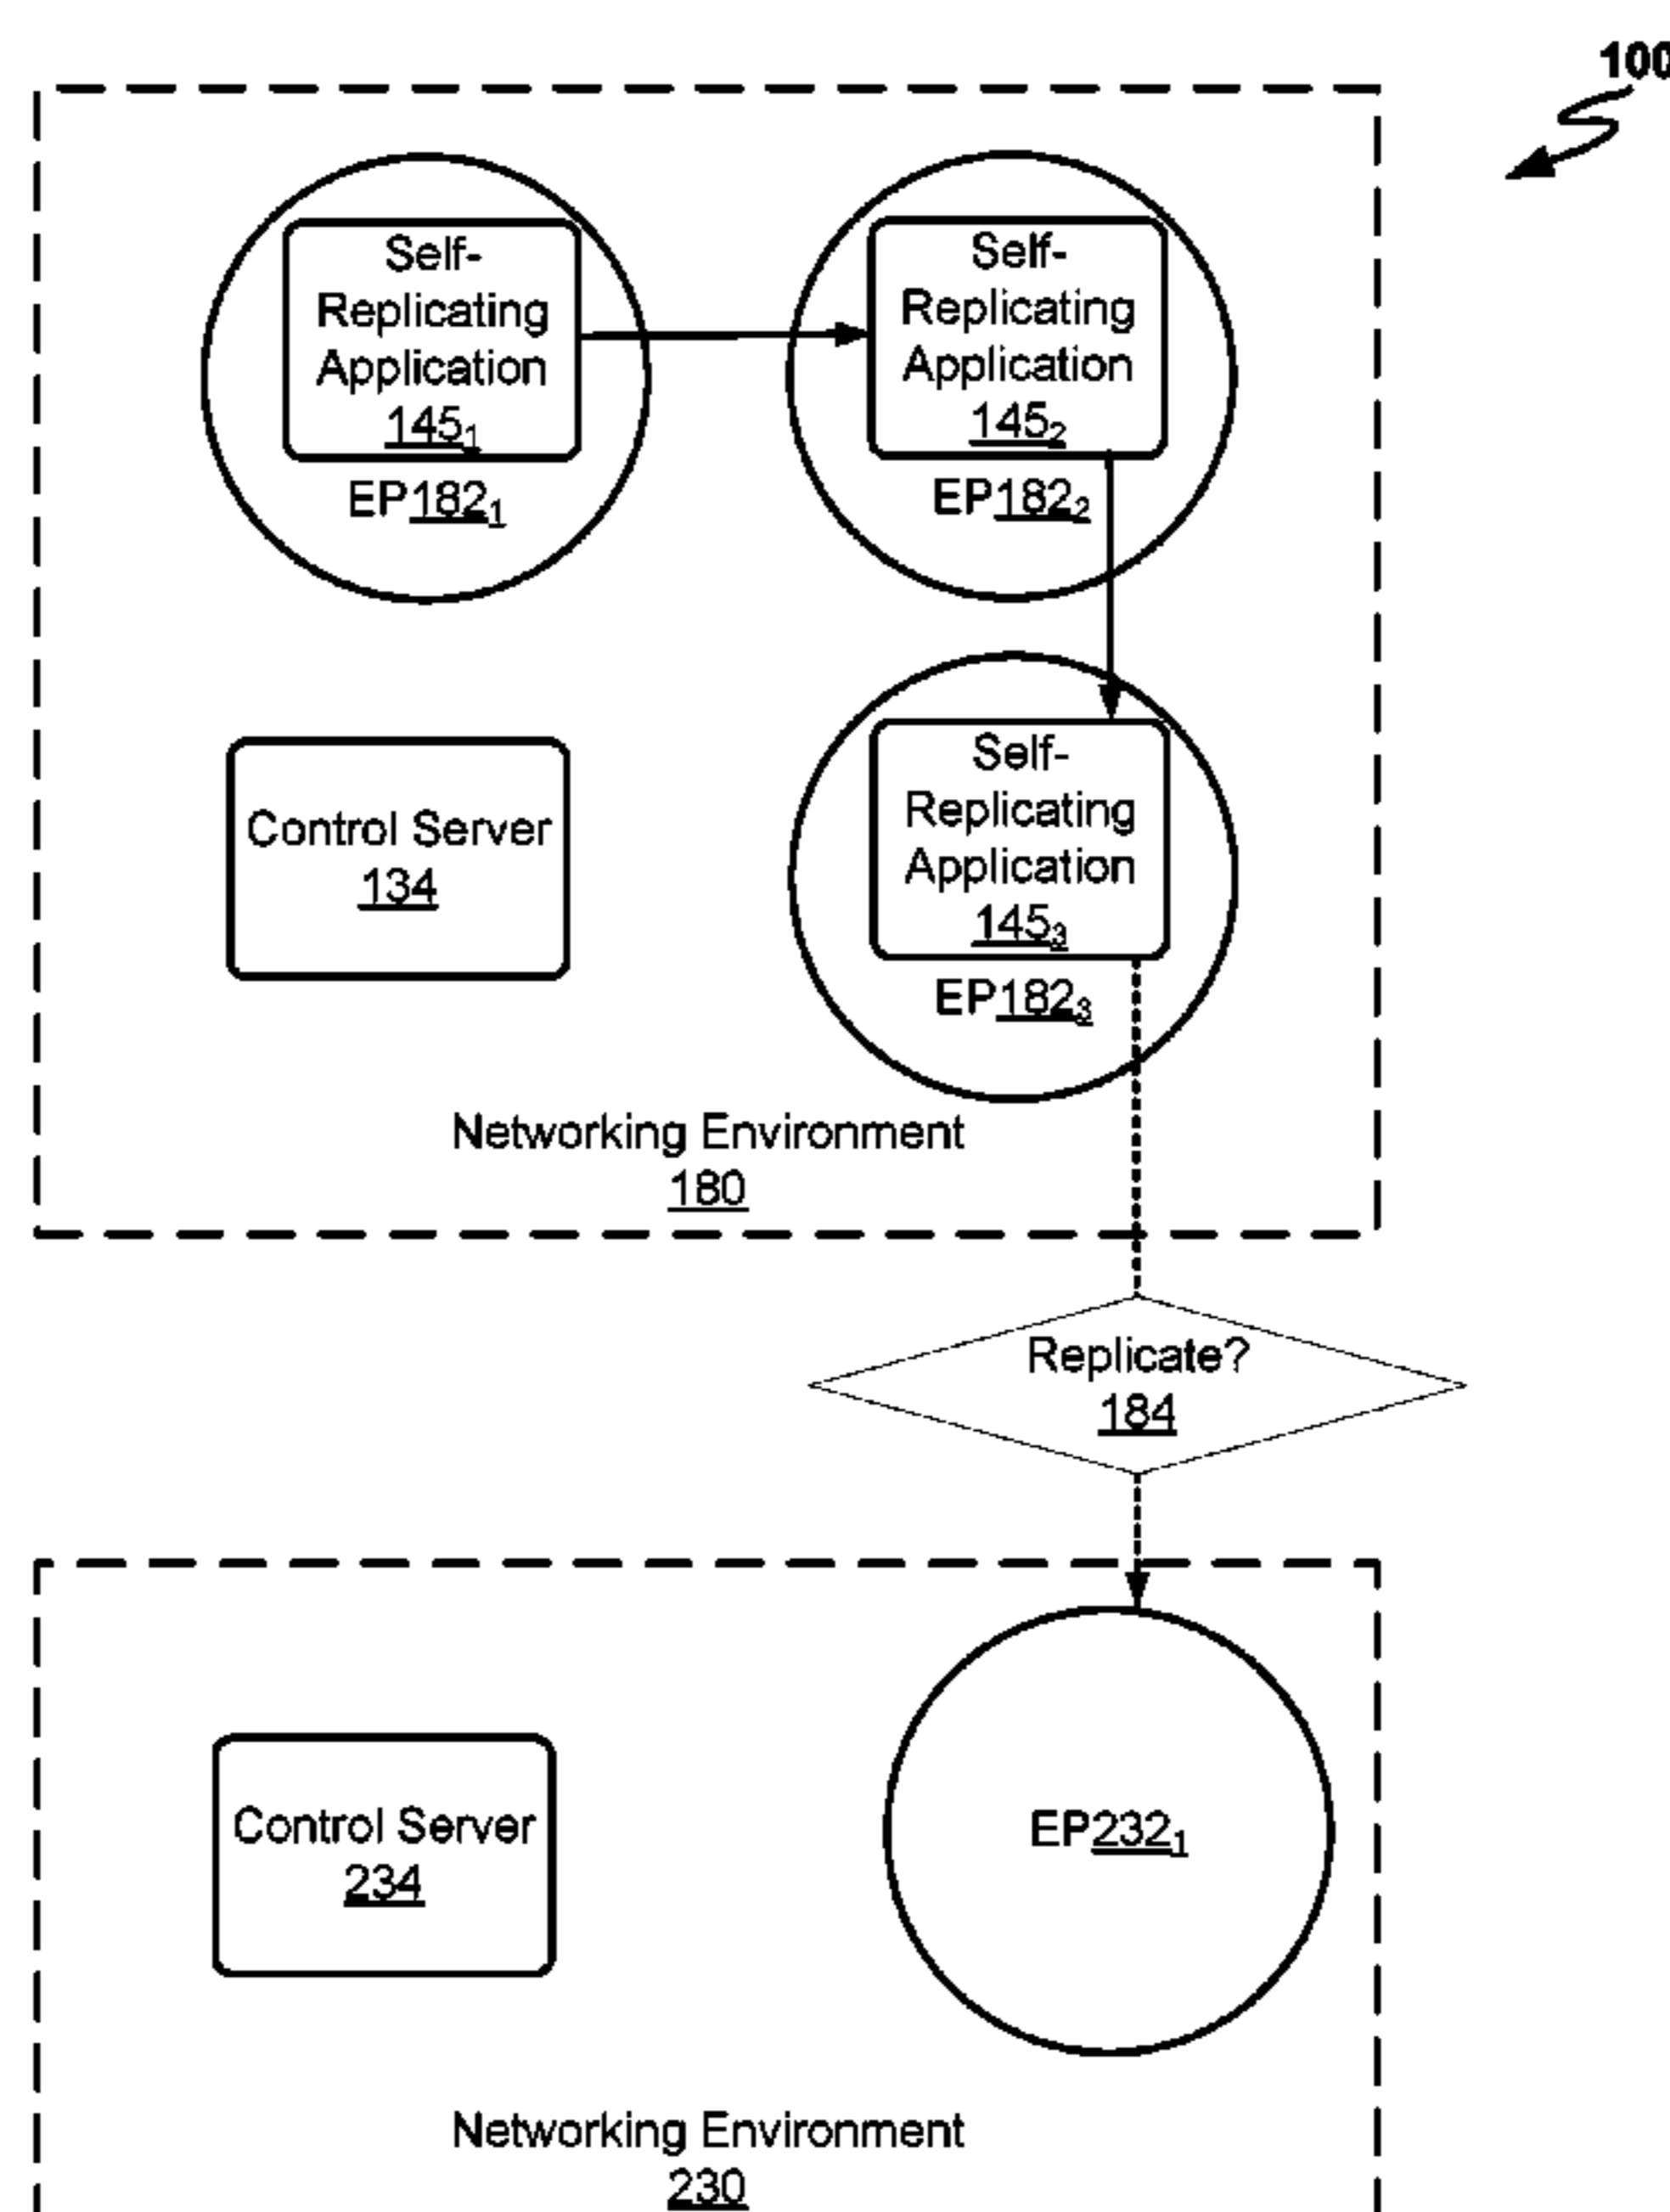 100
Self-
Replicating
Application
145₁
EP182₁
Self-
Replicating
Application
145₂
EP182₂
Control Server
134
Self-
Replicating
Application
145₃
EP182₃
Networking Environment
180
Replicate?
184
Control Server
234
EP232₁
Networking Environment
230